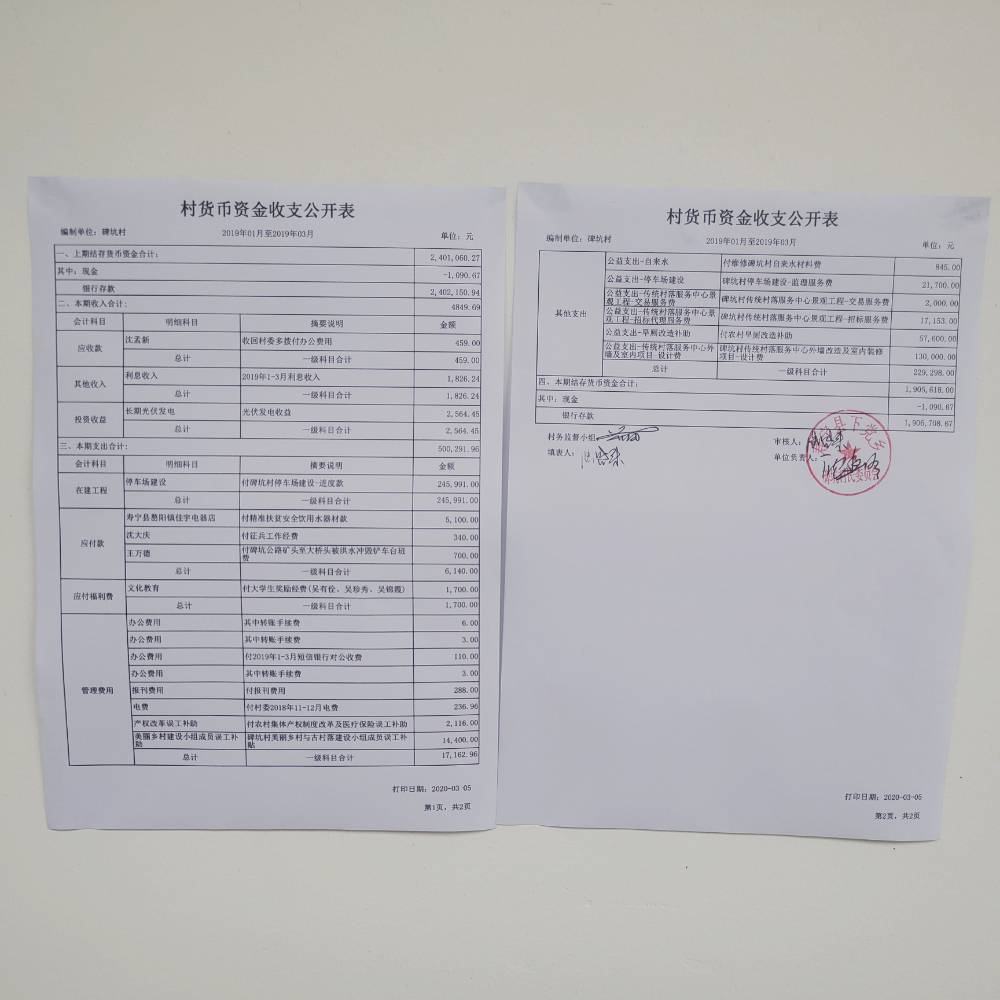 村货币资金收支公开表
编制单位：碑坑村 2019年01月至2019年03月 单位：元
一、上期结存货币资金合计： 2,401,060.27
其中：现金 -1,090.67
银行存款 2,402,150.94
二、本期收入合计： 4849.69
会计科目 明细科目 摘要说明 金额
应收款 沈孟新 收回村委多拨付办公费用 459.00
总计 一级科目合计 459.00
其他收入 利息收入 2019年1-3月利息收入 1,826.24
总计 一级科目合计 1,826.24
投资收益 长期光伏发电 光伏发电收益 2,564.45
总计 一级科目合计 2,564.45
三、本期支出合计： 500,291.96
会计科目 明细科目 摘要说明 金额
在建工程 停车场建设 付碑坑村停车场建设-进度款 245,991.00
总计 一级科目合计 245,991.00
应付款 寿宁县鳌阳镇佳宇电器店 付精准扶贫安全饮用水器材款 5,100.00
沈大庆 付征兵工作经费 340.00
王万德 付碑坑公路矿头至大桥头被洪水冲毁铲车台班费 700.00
总计 一级科目合计 6,140.00
应付福利费 文化教育 付大学生奖励经费(吴有佺、吴珍秀、吴锦霞) 1,700.00
总计 一级科目合计 1,700.00
管理费用 办公费用 其中转账手续费 6.00
办公费用 其中转账手续费 3.00
办公费用 付2019年1-3月短信银行对公收费 110.00
办公费用 其中转账手续费 3.00
报刊费用 付报刊费用 288.00
电费 付村委2018年11-12月电费 236.96
产权改革误工补助 付农村集体产权制度改革及医疗保险误工补助 2,116.00
美丽乡村建设小组成员误工补助 碑坑村美丽乡村与古村落建设小组成员误工补贴 14,400.00
总计 一级科目合计 17,162.96
打印日期：2020-03-05
第1页，共2页
村货币资金收支公开表
编制单位：碑坑村 2019年01月至2019年03月 单位：元
其他支出 公益支出-自来水 付维修碑坑村自来水材料费 845.00
公益支出-停车场建设 碑坑村停车场建设-监理服务费 21,700.00
公益支出-传统村落服务中心景观工程-交易服务费 碑坑村传统村落服务中心景观工程-交易服务费 2,000.00
公益支出-传统村落服务中心景观工程-招标代理服务费 碑坑村传统村落服务中心景观工程-招标服务费 17,153.00
公益支出-旱厕改造补助 付农村旱厕改造补助 57,600.00
公益支出-传统村落服务中心外墙及室内项目-设计费 碑坑村传统村落服务中心外墙改造及室内装修项目-设计费 130,000.00
总计 一级科目合计 229,298.00
四、本期结存货币资金合计： 1,905,618.00
其中：现金 -1,090.67
银行存款 1,906,708.67
村务监督小组： 审核人：
填表人： 单位负责人：
打印日期：2020-03-05
第2页，共2页